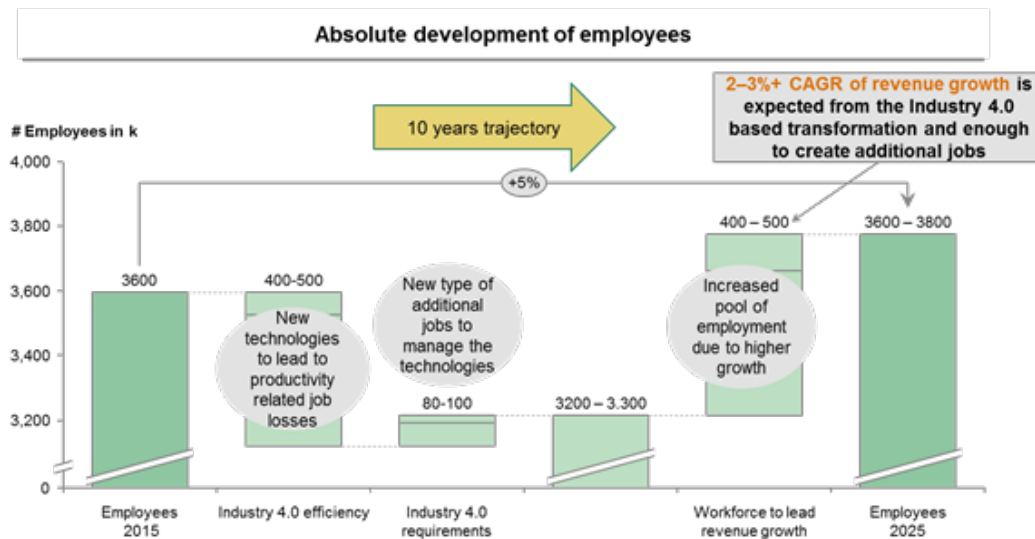 Absolute development of employees
2–3%+ CAGR of revenue growth is
expected from the Industry 4.0
based transformation and enough
to create additional jobs
10 years trajectory
# Employees in k
4,000
3,800
3,600
3,400
3,200
0
+5%
3600
400-500
New
technologies
to lead to
productivity
related job
losses
New type of
additional
jobs to
manage the
technologies
80-100
3200 – 3.300
400 – 500
Increased
pool of
employment
due to higher
growth
3600 – 3800
Employees
2015
Industry 4.0 efficiency
Industry 4.0
requirements
Workforce to lead
revenue growth
Employees
2025